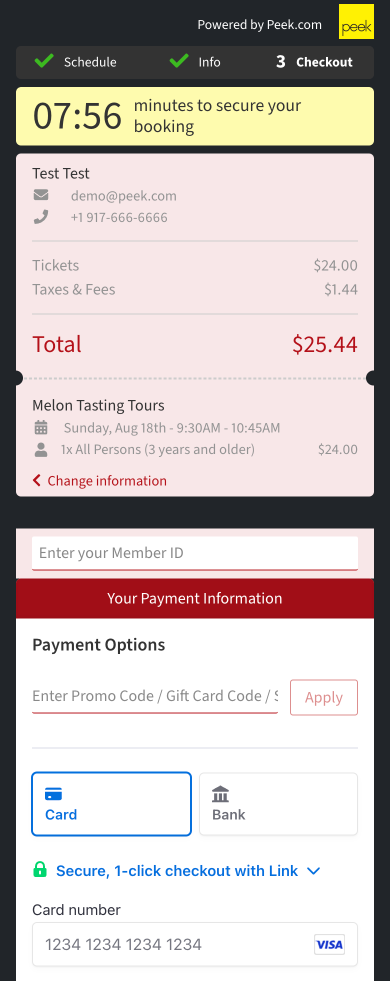 Powered by Peek.com
peek
Schedule
Info
3 Checkout
07:56
minutes to secure your
booking
Test Test
demo@peek.com
+1 917-666-6666
Tickets $24.00
Taxes & Fees $1.44
Total $25.44
Melon Tasting Tours
Sunday, Aug 18th - 9:30AM - 10:45AM
1x All Persons (3 years and older) $24.00
Change information
Enter your Member ID
Your Payment Information
Payment Options
Enter Promo Code / Gift Card Code /
Apply
Card
Bank
Secure, 1-click checkout with Link
Card number
1234 1234 1234 1234
VISA